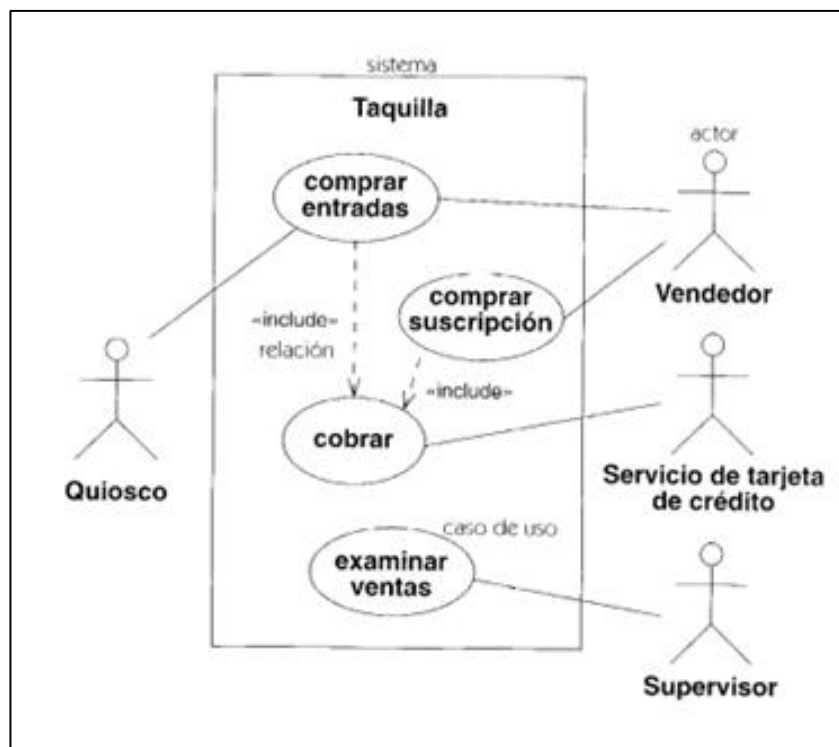 sistema
Taquilla
actor
comprar
entradas
Vendedor
comprar
suscripción
«include»
relación
«include»
cobrar
Quiosco
Servicio de tarjeta
de crédito
caso de uso
examinar
ventas
Supervisor